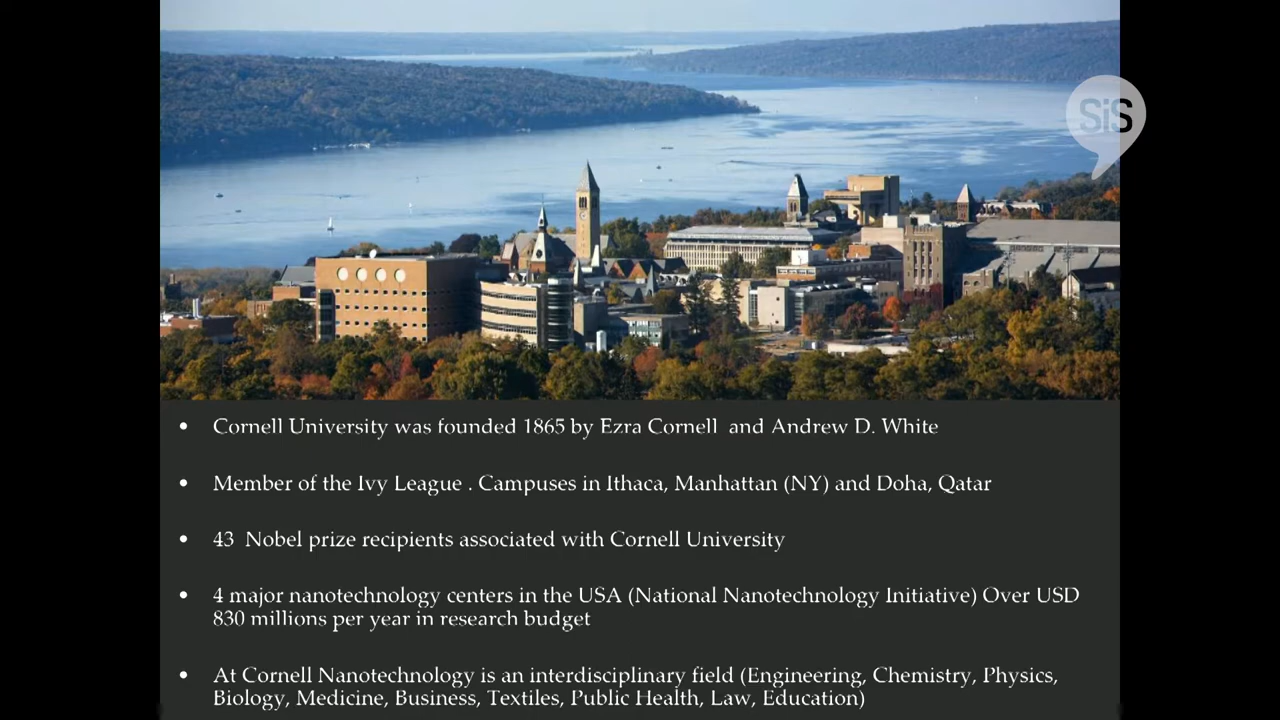 SiS
• Cornell University was founded 1865 by Ezra Cornell  and Andrew D. White
• Member of the Ivy League . Campuses in Ithaca, Manhattan (NY) and Doha, Qatar
• 43  Nobel prize recipients associated with Cornell University
• 4 major nanotechnology centers in the USA (National Nanotechnology Initiative) Over USD
830 millions per year in research budget
• At Cornell Nanotechnology is an interdisciplinary field (Engineering, Chemistry, Physics,
Biology, Medicine, Business, Textiles, Public Health, Law, Education)